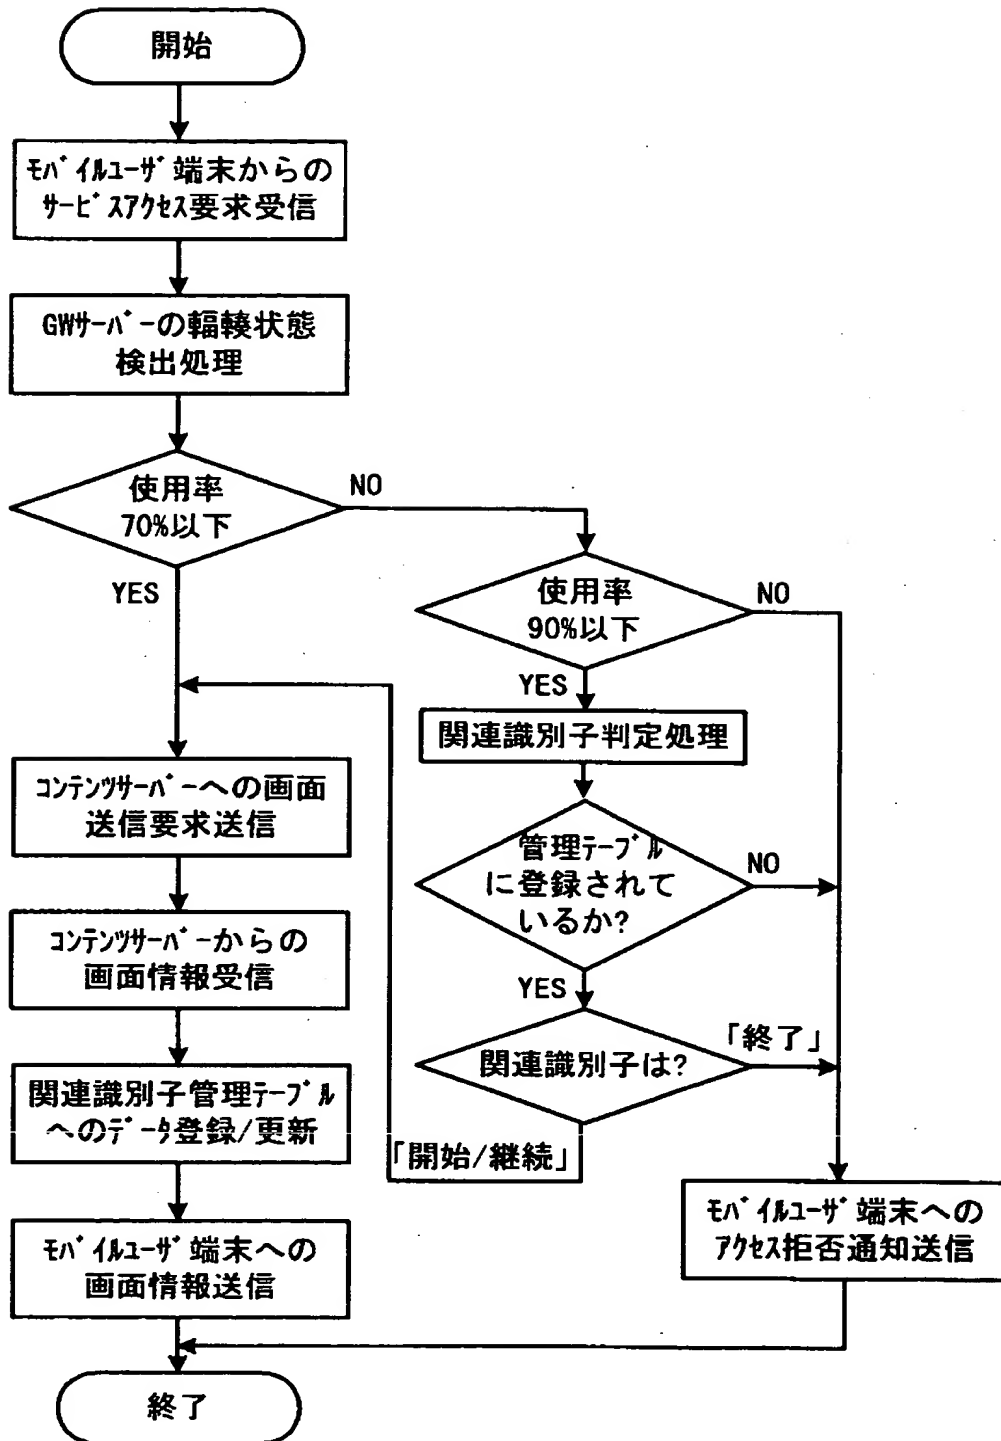 開始
モバイルユーザ端末からの
サービスアクセス要求受信
GWサーバーの輻輳状態
検出処理
使用率
70%以下
NO
YES
使用率
90%以下
NO
YES
関連識別子判定処理
管理テーブル
に登録されて
いるか?
NO
YES
関連識別子は?
「終了」
「開始/継続」
コンテンツサーバーへの画面
送信要求送信
コンテンツサーバーからの
画面情報受信
関連識別子管理テーブル
へのデータ登録/更新
モバイルユーザ端末への
画面情報送信
モバイルユーザ端末への
アクセス拒否通知送信
終了